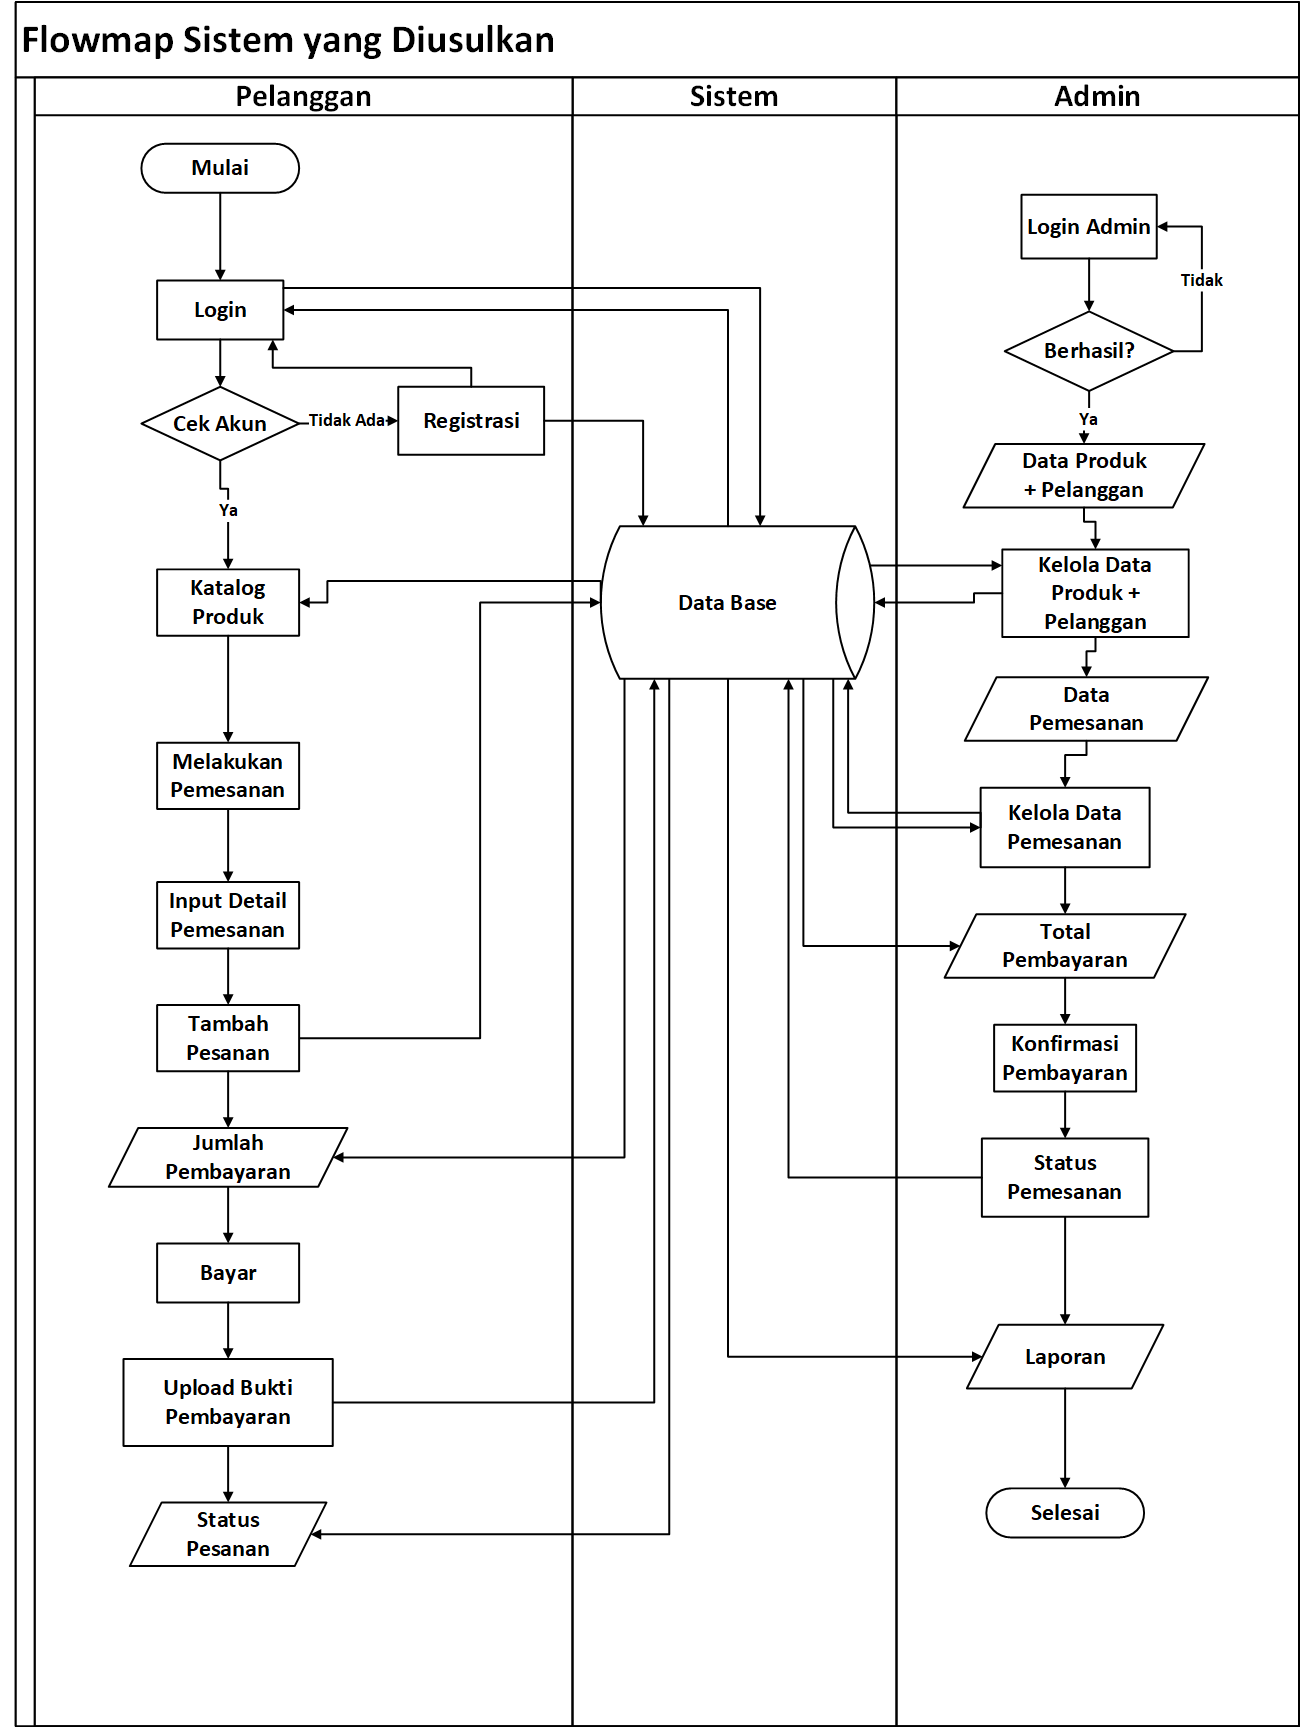 Flowmap Sistem yang Diusulkan
Pelanggan
Sistem
Admin
Mulai
Login
Cek Akun
Tidak Ada
Registrasi
Ya
Katalog
Produk
Melakukan
Pemesanan
Input Detail
Pemesanan
Tambah
Pesanan
Jumlah
Pembayaran
Bayar
Upload Bukti
Pembayaran
Status
Pesanan
Data Base
Login Admin
Tidak
Berhasil?
Ya
Data Produk
+ Pelanggan
Kelola Data
Produk +
Pelanggan
Data
Pemesanan
Kelola Data
Pemesanan
Total
Pembayaran
Konfirmasi
Pembayaran
Status
Pemesanan
Laporan
Selesai